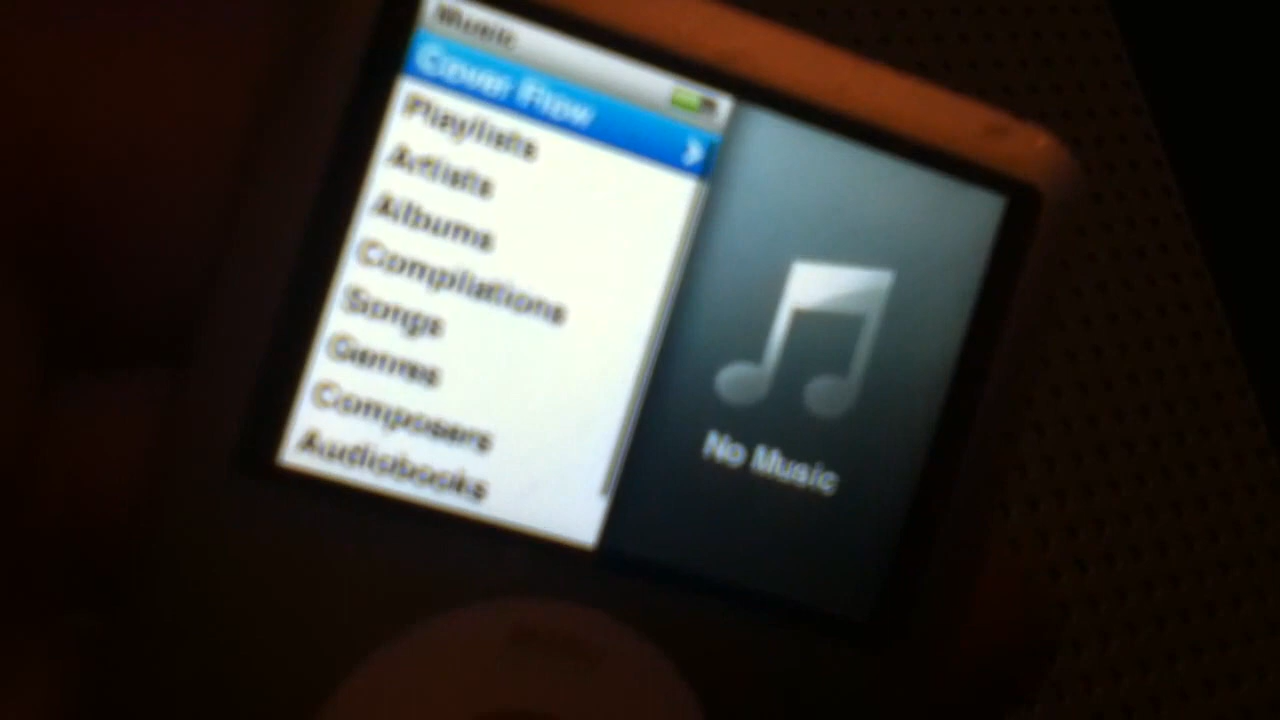 Music
Cover Flow
Playlists
Artists
Albums
Compilations
Songs
Genres
Composers
Audiobooks
No Music